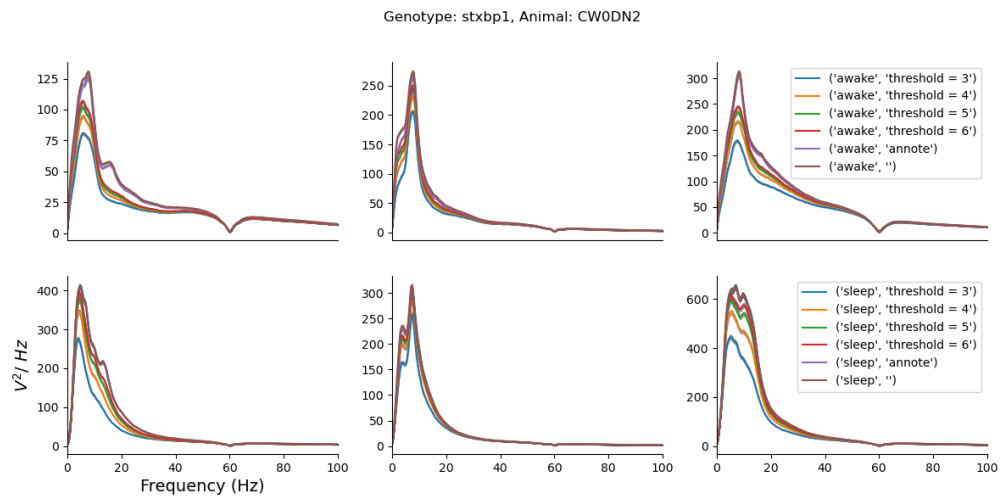 Genotype: stxbp1, Animal: CW0DN2
125
100
75
50
25
0
250
200
150
100
50
0
300
250
200
150
100
50
0
('awake', 'threshold = 3')
('awake', 'threshold = 4')
('awake', 'threshold = 5')
('awake', 'threshold = 6')
('awake', 'annote')
('awake', '')
V²/ Hz
400
300
200
100
0
0 20 40 60 80 100
Frequency (Hz)
300
250
200
150
100
50
0
0 20 40 60 80 100
600
400
200
0
0 20 40 60 80 100
('sleep', 'threshold = 3')
('sleep', 'threshold = 4')
('sleep', 'threshold = 5')
('sleep', 'threshold = 6')
('sleep', 'annote')
('sleep', '')